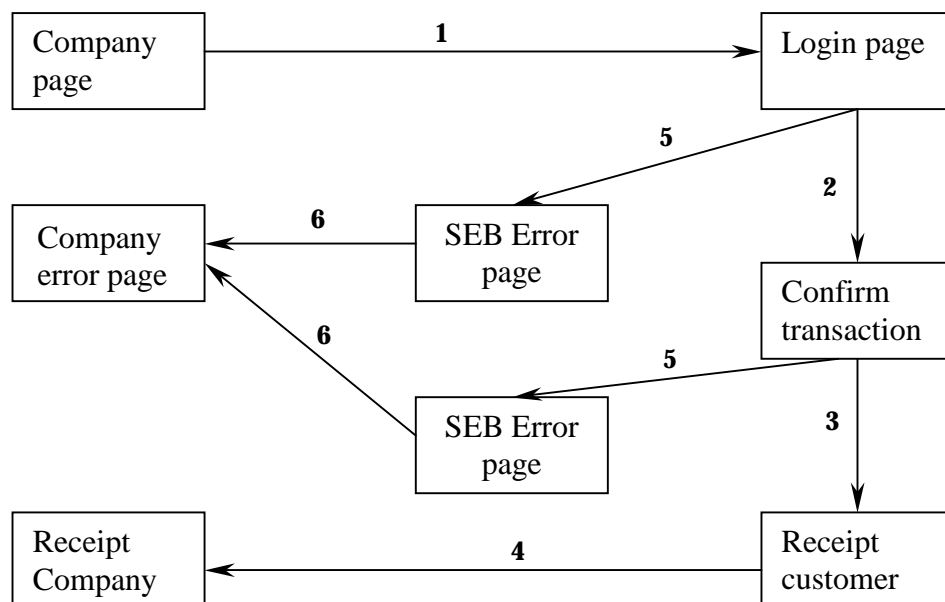 Company
page
1
Login page
5
2
Company
error page
6
SEB Error
page
Confirm
transaction
6
5
SEB Error
page
3
Receipt
Company
4
Receipt
customer